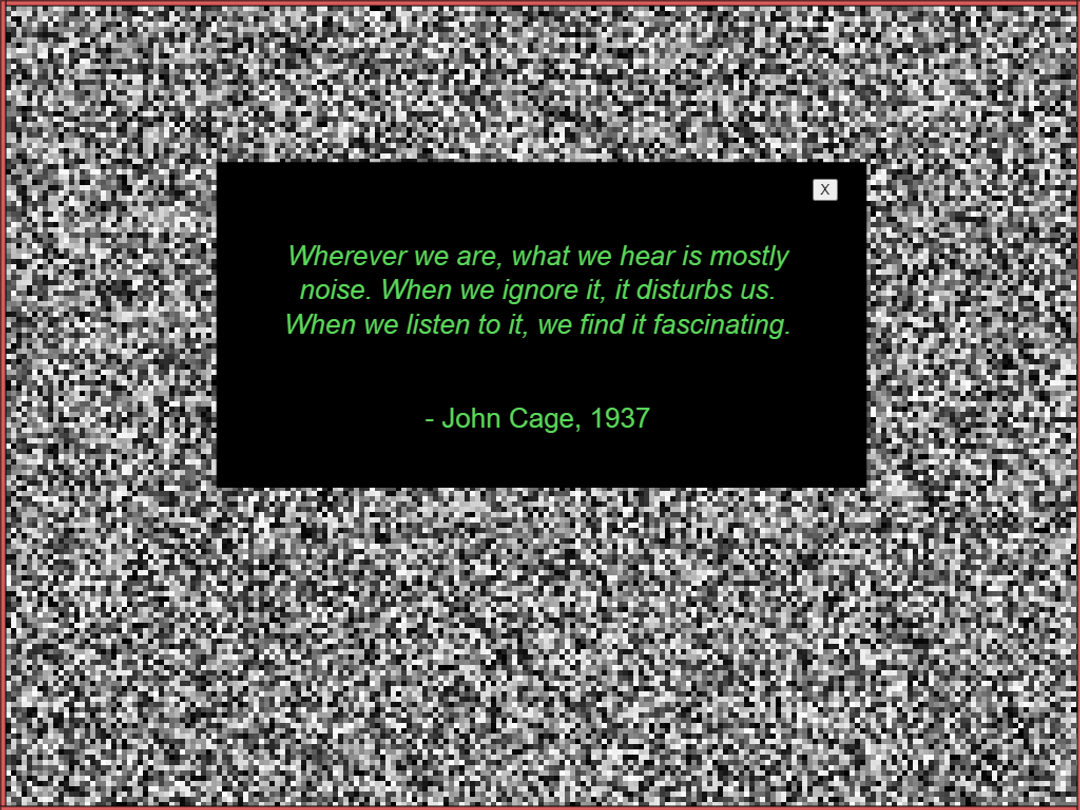 X
Wherever we are, what we hear is mostly
noise. When we ignore it, it disturbs us.
When we listen to it, we find it fascinating.
- John Cage, 1937